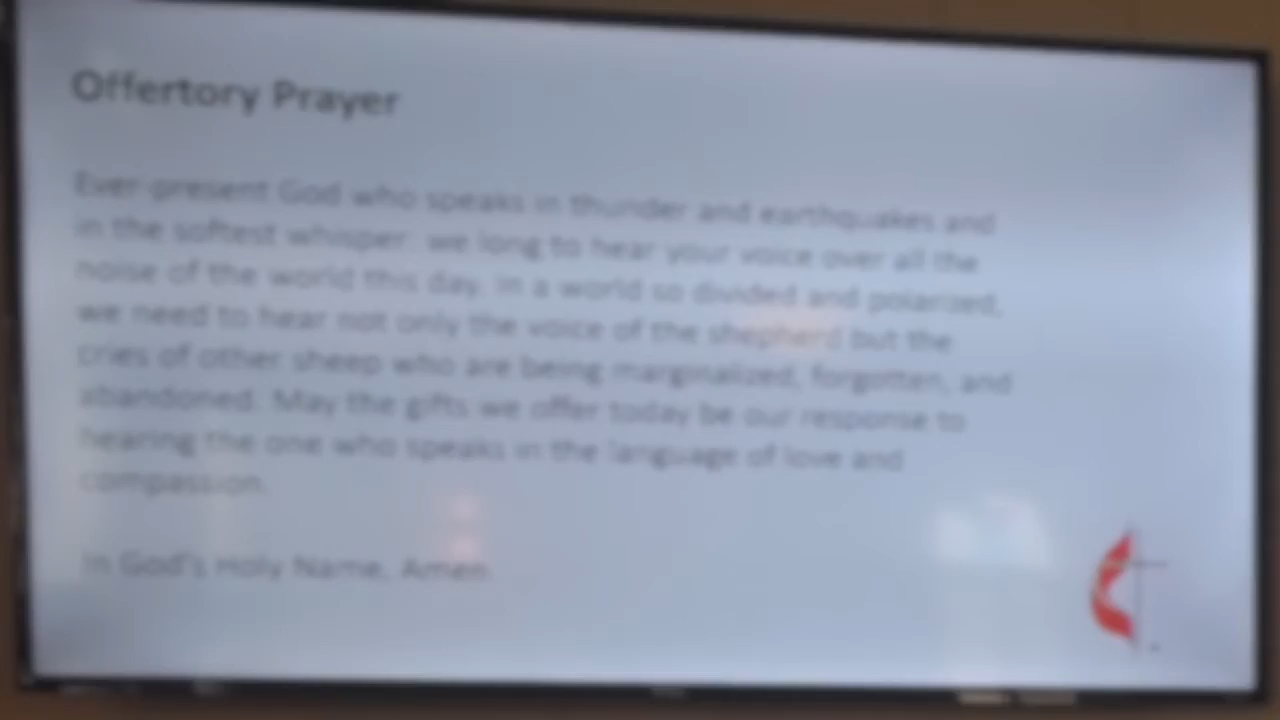 Offertory Prayer
Ever-present God who speaks in thunder and earthquakes and
in the softest whisper: we long to hear your voice over all the
noise of the world this day. In a world so divided and polarized,
we need to hear not only the voice of the shepherd but the
cries of other sheep who are being marginalized, forgotten, and
abandoned. May the gifts we offer today be our response to
hearing the one who speaks in the language of love and
compassion.
In God's Holy Name, Amen.